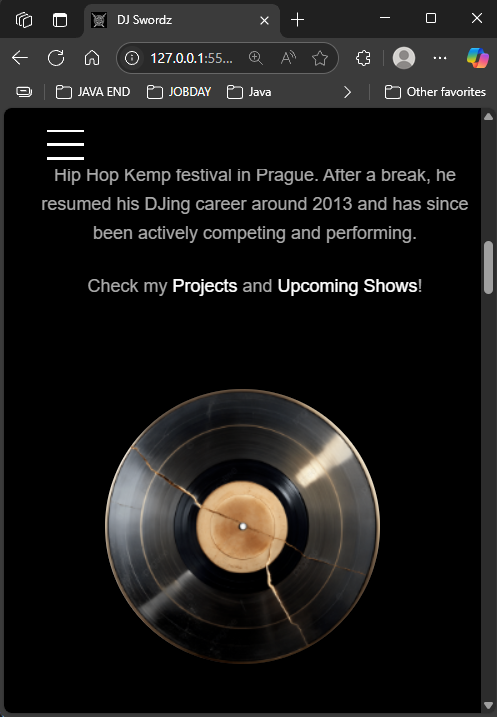 DJ Swordz
127.0.0.1:55...
JAVA END
JOBDAY
Java
Other favorites
Hip Hop Kemp festival in Prague. After a break, he
resumed his DJing career around 2013 and has since
been actively competing and performing.
Check my Projects and Upcoming Shows!